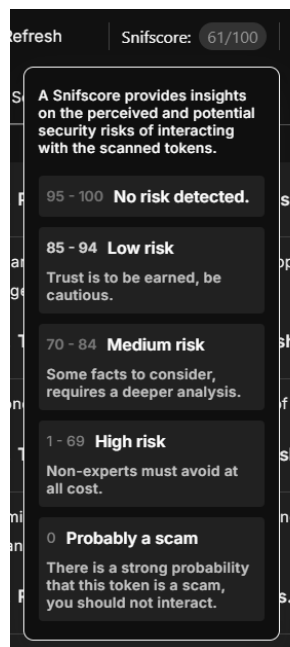 Refresh
Snifscore: 61/100
A Snifscore provides insights
on the perceived and potential
security risks of interacting
with the scanned tokens.
95 - 100 No risk detected.
85 - 94 Low risk
Trust is to be earned, be
cautious.
70 - 84 Medium risk
Some facts to consider,
requires a deeper analysis.
1 - 69 High risk
Non-experts must avoid at
all cost.
0 Probably a scam
There is a strong probability
that this token is a scam,
you should not interact.